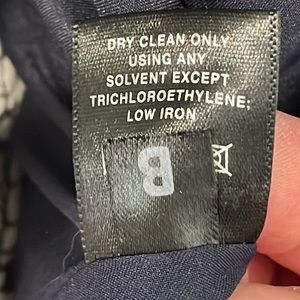 DRY CLEAN ONLY
USING ANY
SOLVENT EXCEPT
TRICHLOROETHYLENE;
LOW IRON
B